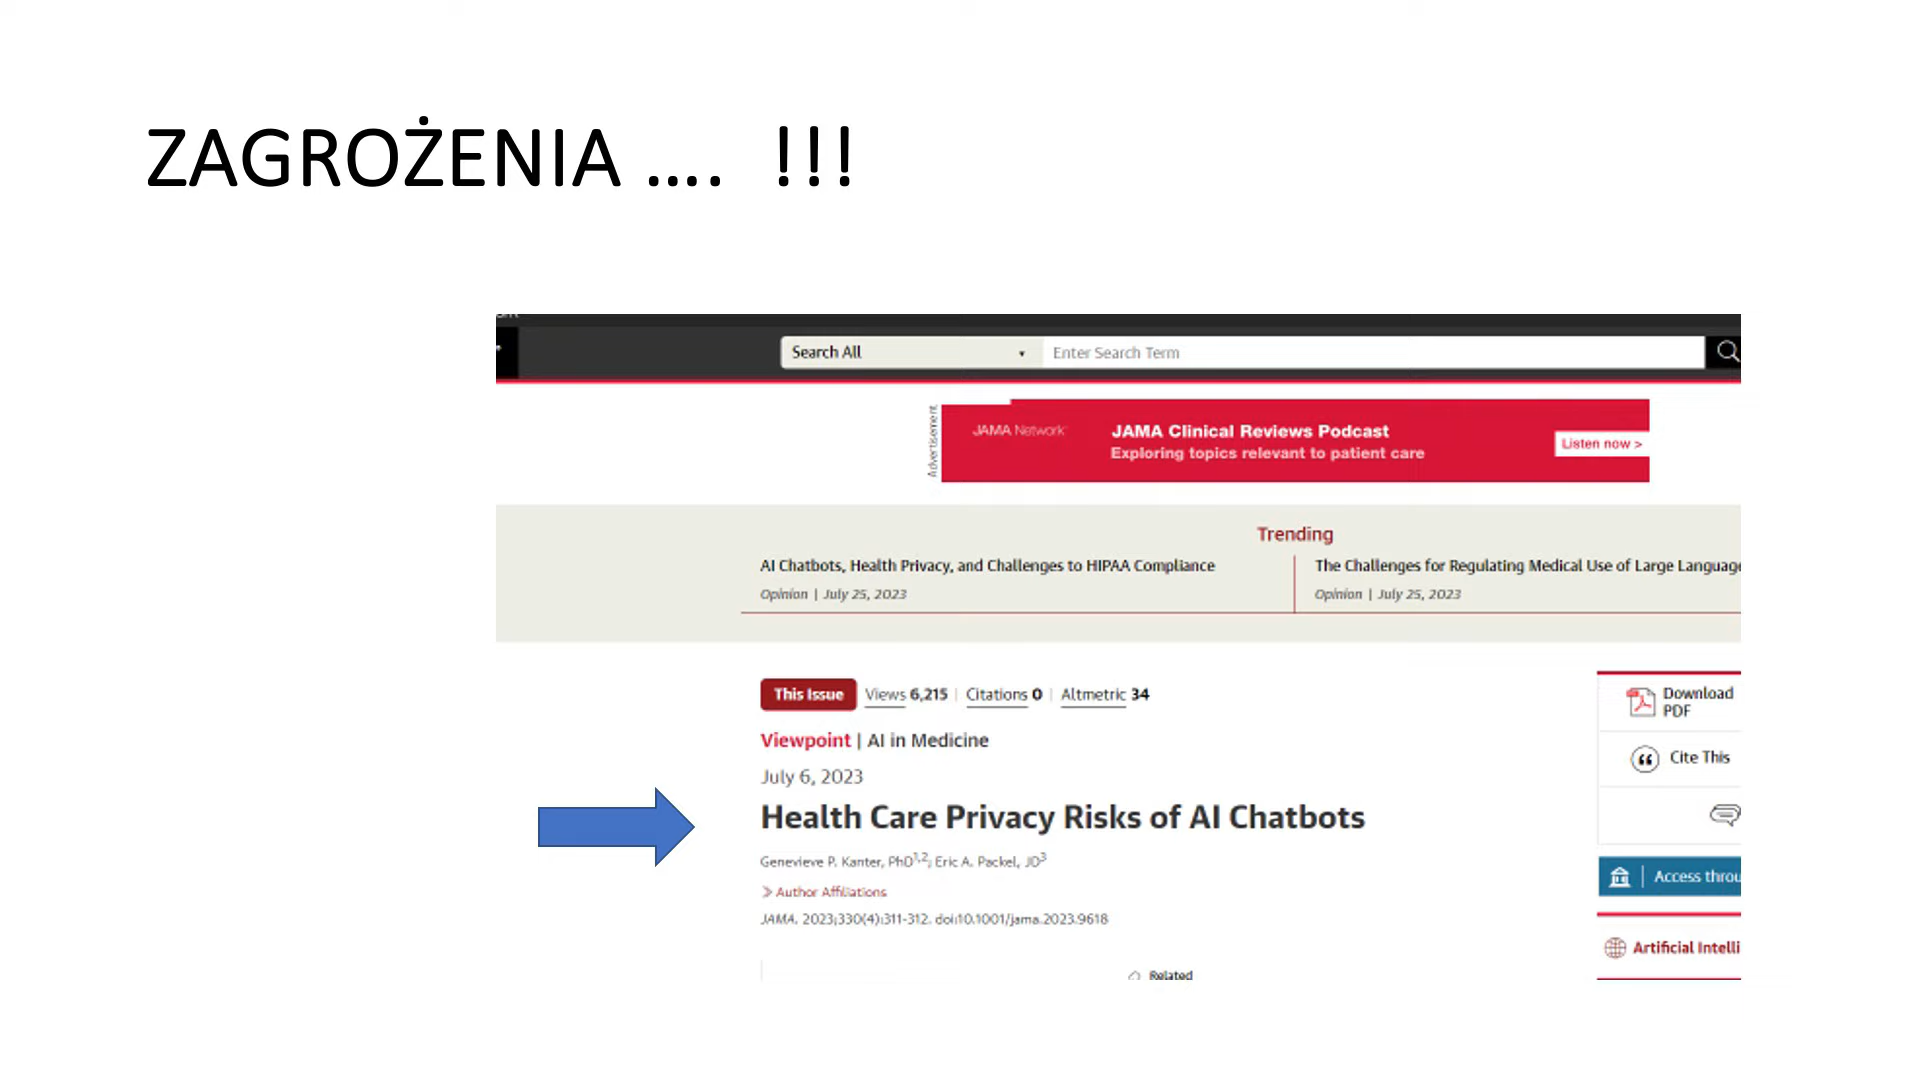 ZAGROŻENIA .... !!!
Search All
Enter Search Term
Advertisement
JAMA Network
JAMA Clinical Reviews Podcast
Exploring topics relevant to patient care
Listen now >
Trending
AI Chatbots, Health Privacy, and Challenges to HIPAA Compliance
Opinion | July 25, 2023
The Challenges for Regulating Medical Use of Large Language
Opinion | July 25, 2023
This Issue Views 6,215 | Citations 0 | Altmetric 34
Viewpoint | AI in Medicine
July 6, 2023
Health Care Privacy Risks of AI Chatbots
Genevieve P. Kanter, PhD1,2; Eric A. Packel, JD3
» Author Affiliations
JAMA. 2023;330(4):311-312. doi:10.1001/jama.2023.9618
Related
Download
PDF
Cite This
Access throu
Artificial Intelli